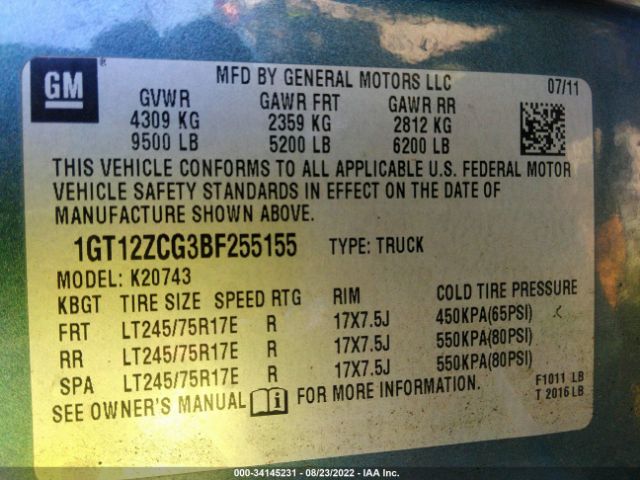 GM
®
MFD BY GENERAL MOTORS LLC 07/11
GVWR GAWR FRT GAWR RR
4309 KG 2359 KG 2812 KG
9500 LB 5200 LB 6200 LB
THIS VEHICLE CONFORMS TO ALL APPLICABLE U.S. FEDERAL MOTOR
VEHICLE SAFETY STANDARDS IN EFFECT ON THE DATE OF
MANUFACTURE SHOWN ABOVE.
1GT12ZCG3BF255155 TYPE: TRUCK
MODEL: K20743
KBGT TIRE SIZE SPEED RTG RIM COLD TIRE PRESSURE
FRT LT245/75R17E R 17X7.5J 450KPA(65PSI)
RR LT245/75R17E R 17X7.5J 550KPA(80PSI)
SPA LT245/75R17E R 17X7.5J 550KPA(80PSI)
SEE OWNER'S MANUAL i FOR MORE INFORMATION.
F1011 LB
T 2016 LB
000-34145231 - 08/23/2022 - IAA Inc.